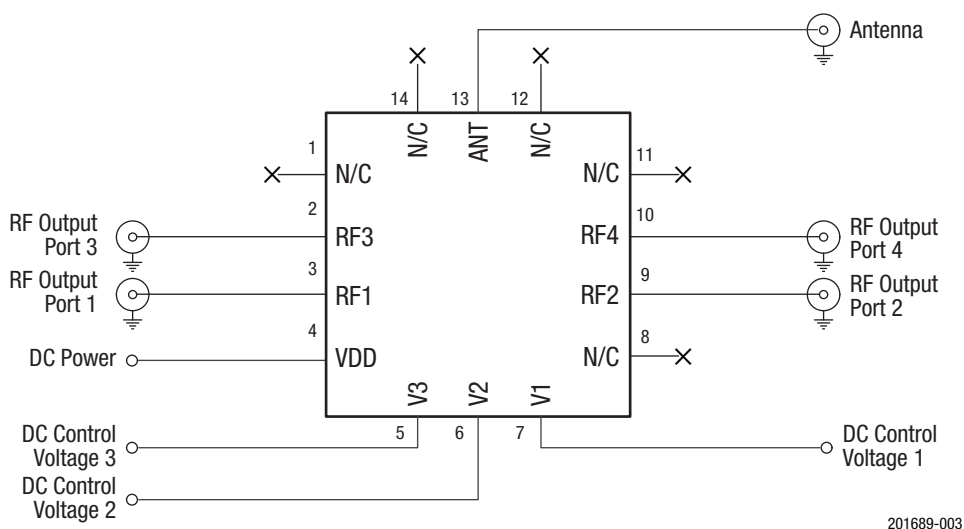 Antenna
14
13
12
N/C
ANT
N/C
1
11
N/C
N/C
2
10
RF Output
Port 3
RF3
RF4
RF Output
Port 4
3
9
RF Output
Port 1
RF1
RF2
RF Output
Port 2
4
8
DC Power
VDD
N/C
V3
V2
V1
5
6
7
DC Control
Voltage 3
DC Control
Voltage 1
DC Control
Voltage 2
201689-003